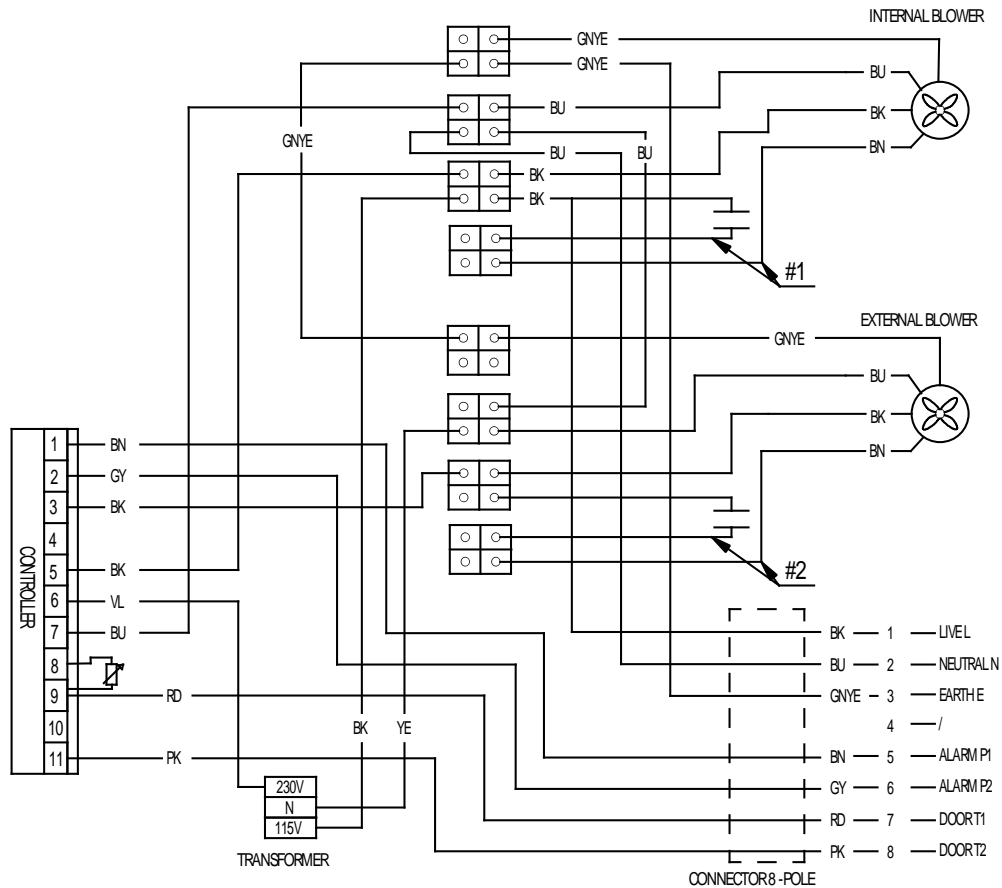 INTERNAL BLOWER
GNYE
GNYE
BU
BU
BK
GNYE
BU
BU
BN
BK
BK
#1
EXTERNAL BLOWER
GNYE
BU
BK
BN
#2
CONTROLLER
1 BN
2 GY
3 BK
4
5 BK
6 VL
7 BU
8
9 RD
10
11 PK
BK YE
230V
N
115V
TRANSFORMER
BK 1 LIVE L
BU 2 NEUTRAL N
GNYE 3 EARTH E
4 /
BN 5 ALARM P1
GY 6 ALARM P2
RD 7 DOOR T1
PK 8 DOOR T2
CONNECTOR 8 -POLE
BK